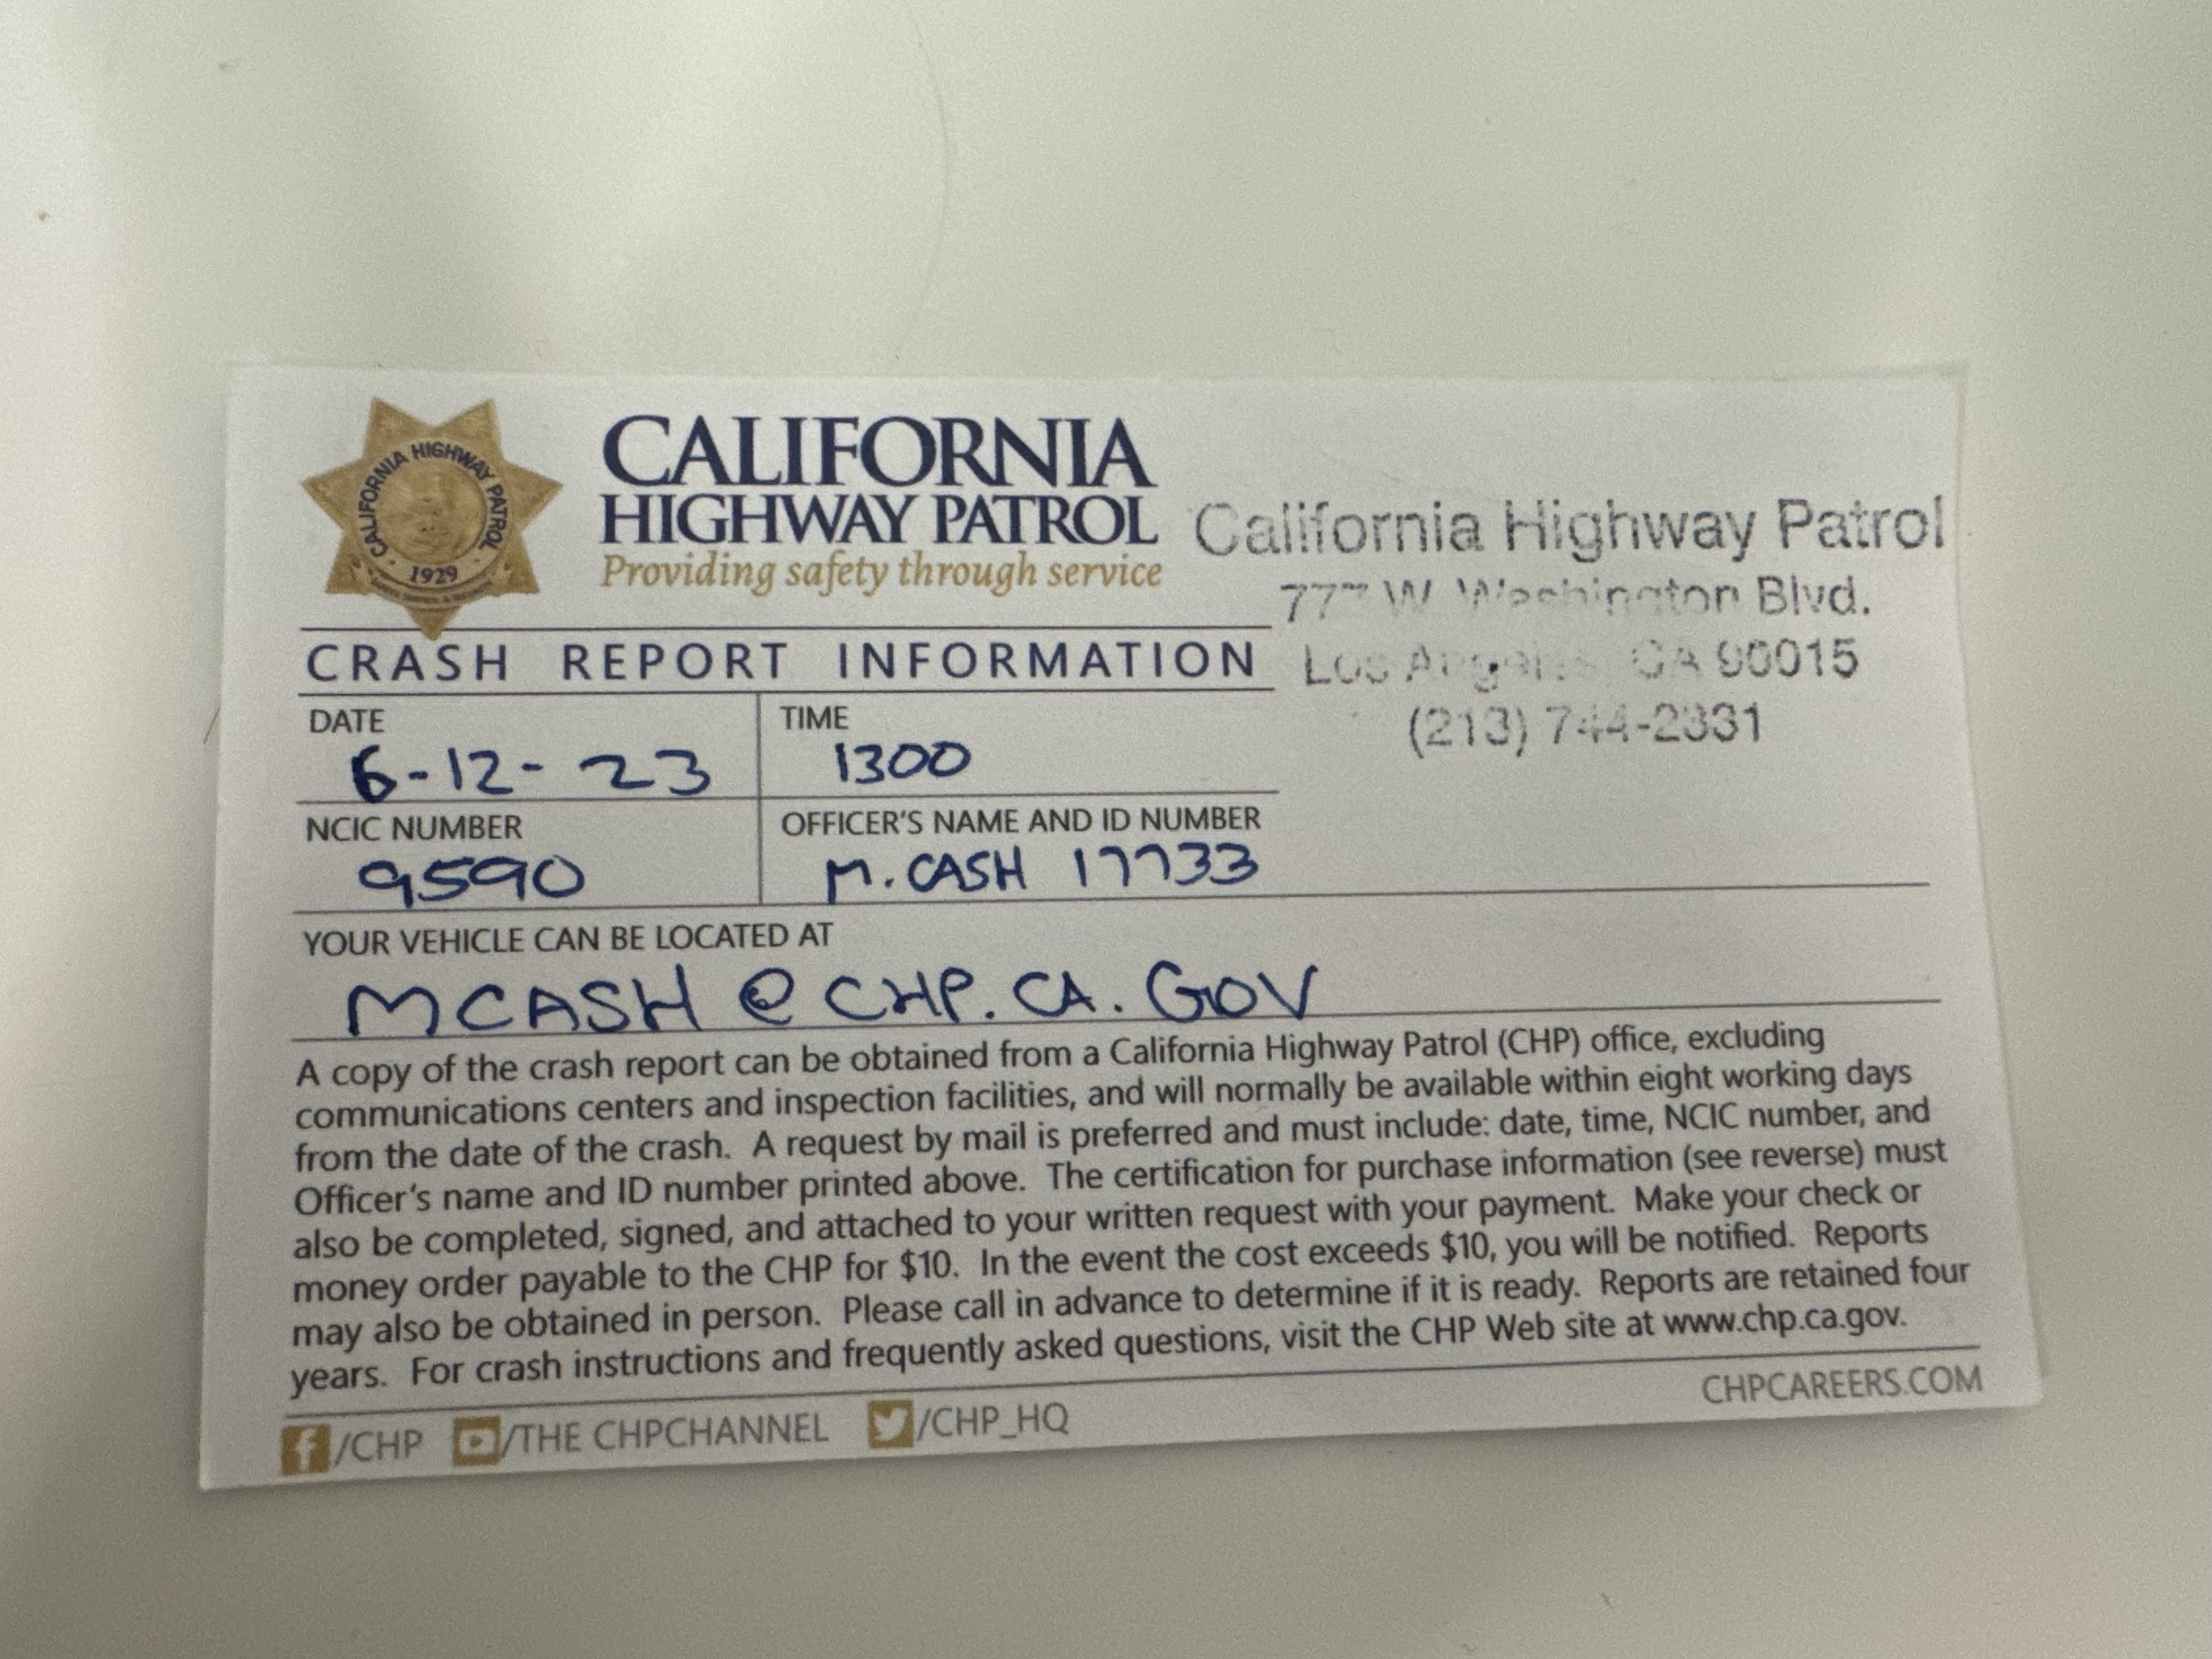 CALIFORNIA
HIGHWAY PATROL
Providing safety through service
CALIFORNIA HIGHWAY PATROL
1929
California Highway Patrol
777 W. Washington Blvd.
Los Angeles, CA 90015
(213) 744-2331
CRASH REPORT INFORMATION
DATE
6-12-23
TIME
1300
NCIC NUMBER
9590
OFFICER'S NAME AND ID NUMBER
M. CASH 17733
YOUR VEHICLE CAN BE LOCATED AT
MCASH @ CHP.CA.GOV
A copy of the crash report can be obtained from a California Highway Patrol (CHP) office, excluding
communications centers and inspection facilities, and will normally be available within eight working days
from the date of the crash. A request by mail is preferred and must include: date, time, NCIC number, and
Officer's name and ID number printed above. The certification for purchase information (see reverse) must
also be completed, signed, and attached to your written request with your payment. Make your check or
money order payable to the CHP for $10. In the event the cost exceeds $10, you will be notified. Reports
may also be obtained in person. Please call in advance to determine if it is ready. Reports are retained four
years. For crash instructions and frequently asked questions, visit the CHP Web site at www.chp.ca.gov.
CHPCAREERS.COM
/CHP /THE CHPCHANNEL /CHP_HQ